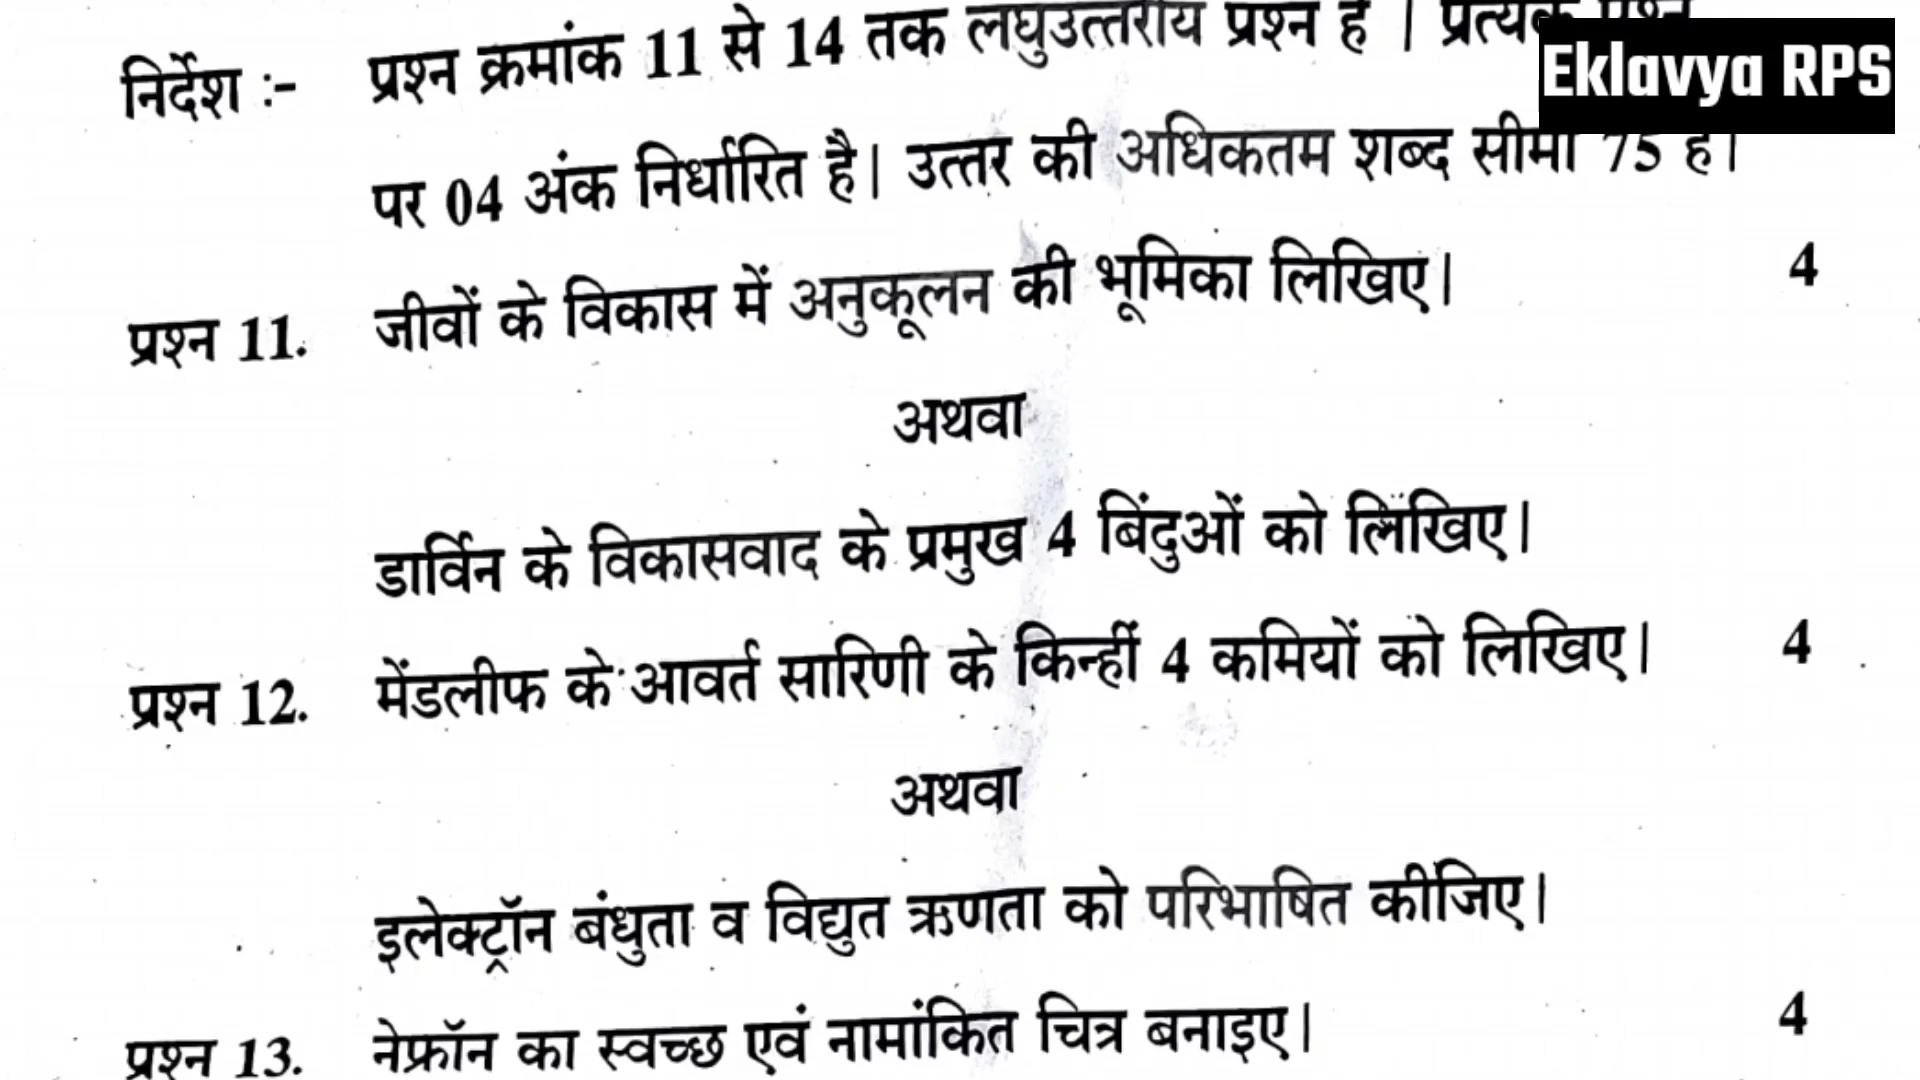 निर्देश :- प्रश्न क्रमांक 11 से 14 तक लघुउत्तरीय प्रश्न है । प्रत्येक प्रश्न
Eklavya RPS
पर 04 अंक निर्धारित है। उत्तर की अधिकतम शब्द सीमा 75 है।
प्रश्न 11. जीवों के विकास में अनुकूलन की भूमिका लिखिए। 4
अथवा
डार्विन के विकासवाद के प्रमुख 4 बिंदुओं को लिखिए।
प्रश्न 12. मेंडलीफ के आवर्त सारिणी के किन्हीं 4 कमियों को लिखिए। 4
अथवा
इलेक्ट्रॉन बंधुता व विद्युत ऋणता को परिभाषित कीजिए।
प्रश्न 13. नेफ्रॉन का स्वच्छ एवं नामांकित चित्र बनाइए। 4